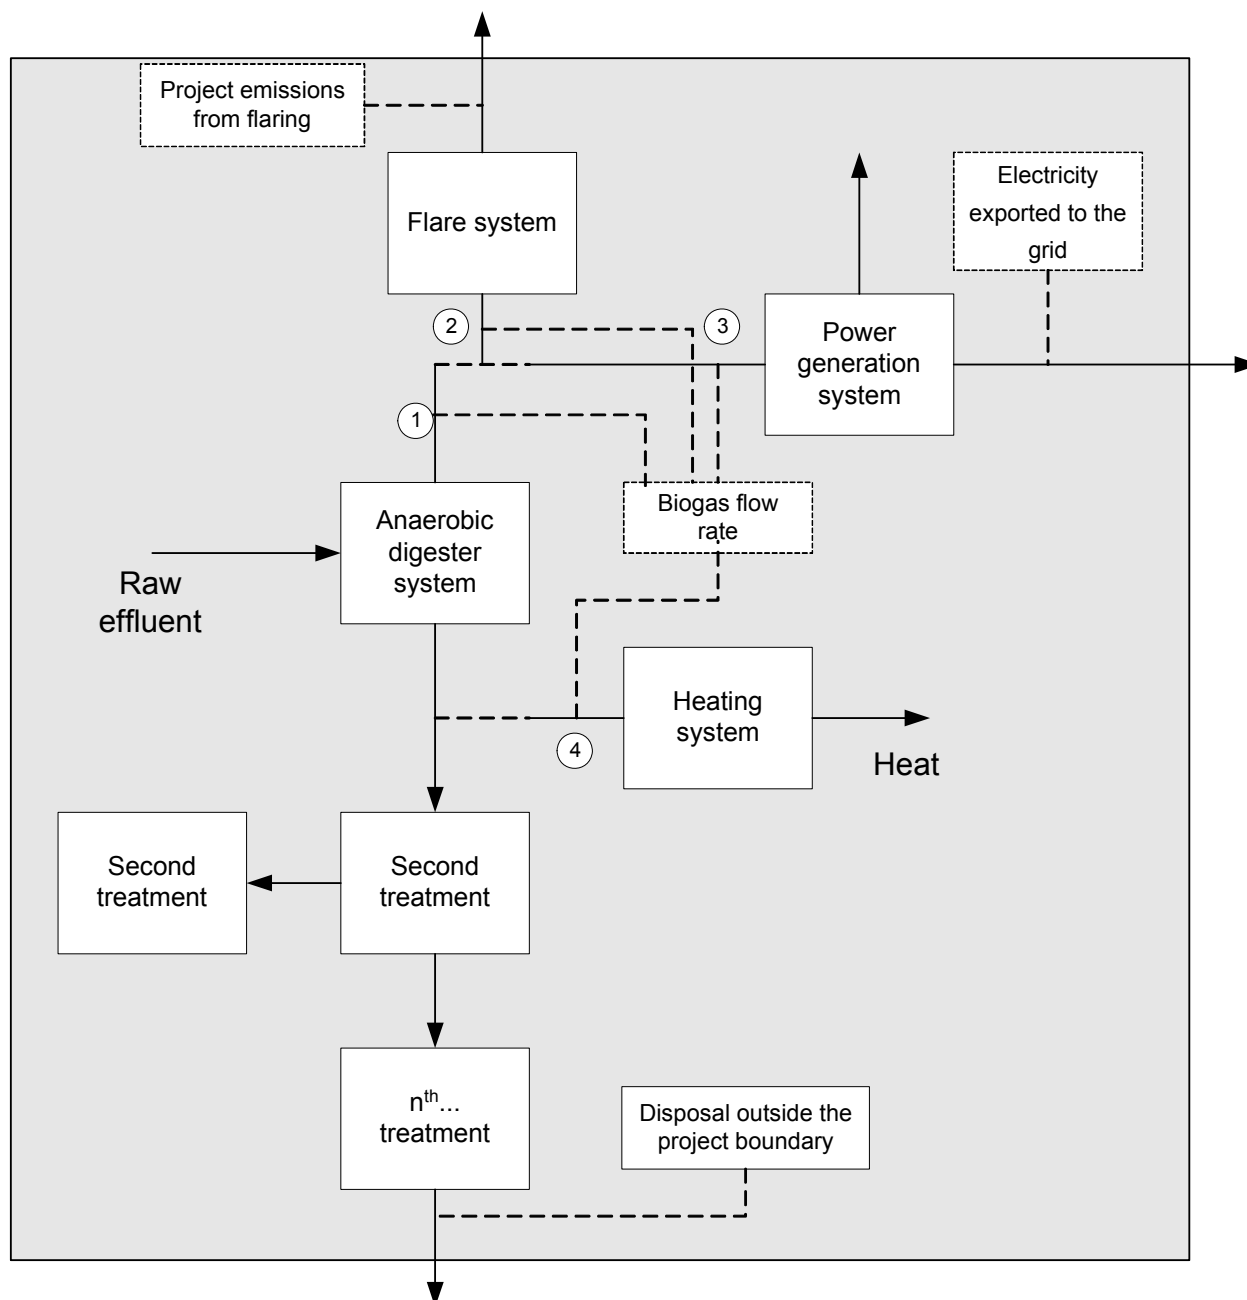 Project emissions
from flaring
Flare system
Electricity
exported to the
grid
2
3
Power
generation
system
1
Biogas flow
rate
Anaerobic
digester
system
Raw
effluent
Heating
system
4
Heat
Second
treatment
Second
treatment
nth...
treatment
Disposal outside the
project boundary